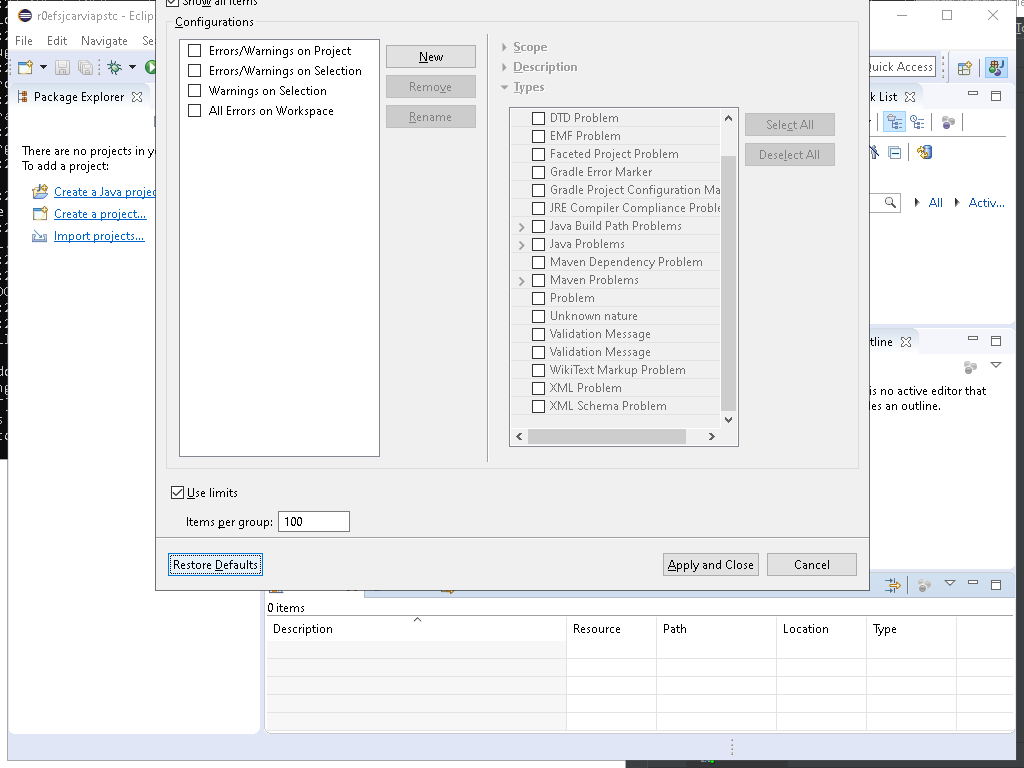 r0efsjcarviapstc - Eclip
Show all items
File Edit Navigate Se
Configurations
Errors/Warnings on Project
Errors/Warnings on Selection
Warnings on Selection
All Errors on Workspace
New
Remove
Rename
Scope
Description
Types
DTD Problem
EMF Problem
Faceted Project Problem
Gradle Error Marker
Gradle Project Configuration Ma
JRE Compiler Compliance Proble
Java Build Path Problems
Java Problems
Maven Dependency Problem
Maven Problems
Problem
Unknown nature
Validation Message
Validation Message
WikiText Markup Problem
XML Problem
XML Schema Problem
Select All
Deselect All
Quick Access
Package Explorer
k List
There are no projects in yo
To add a project:
Create a Java projec
Create a project...
Import projects...
All Activ...
tline
is no active editor that
les an outline.
Use limits
Items per group: 100
Restore Defaults
Apply and Close
Cancel
0 items
Description Resource Path Location Type